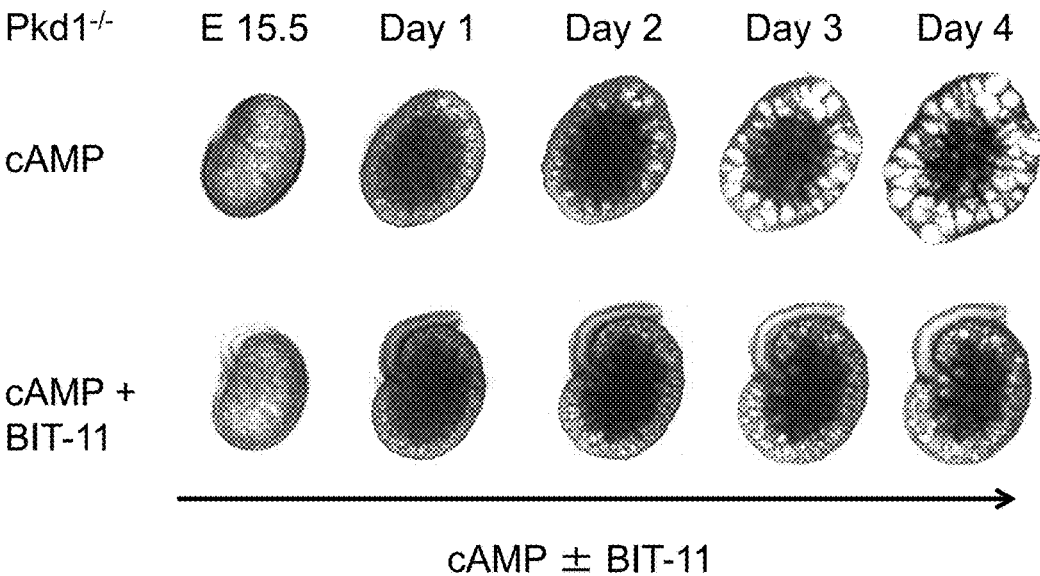 Pkd1-/- E 15.5 Day 1 Day 2 Day 3 Day 4
cAMP
cAMP +
BIT-11
cAMP ± BIT-11